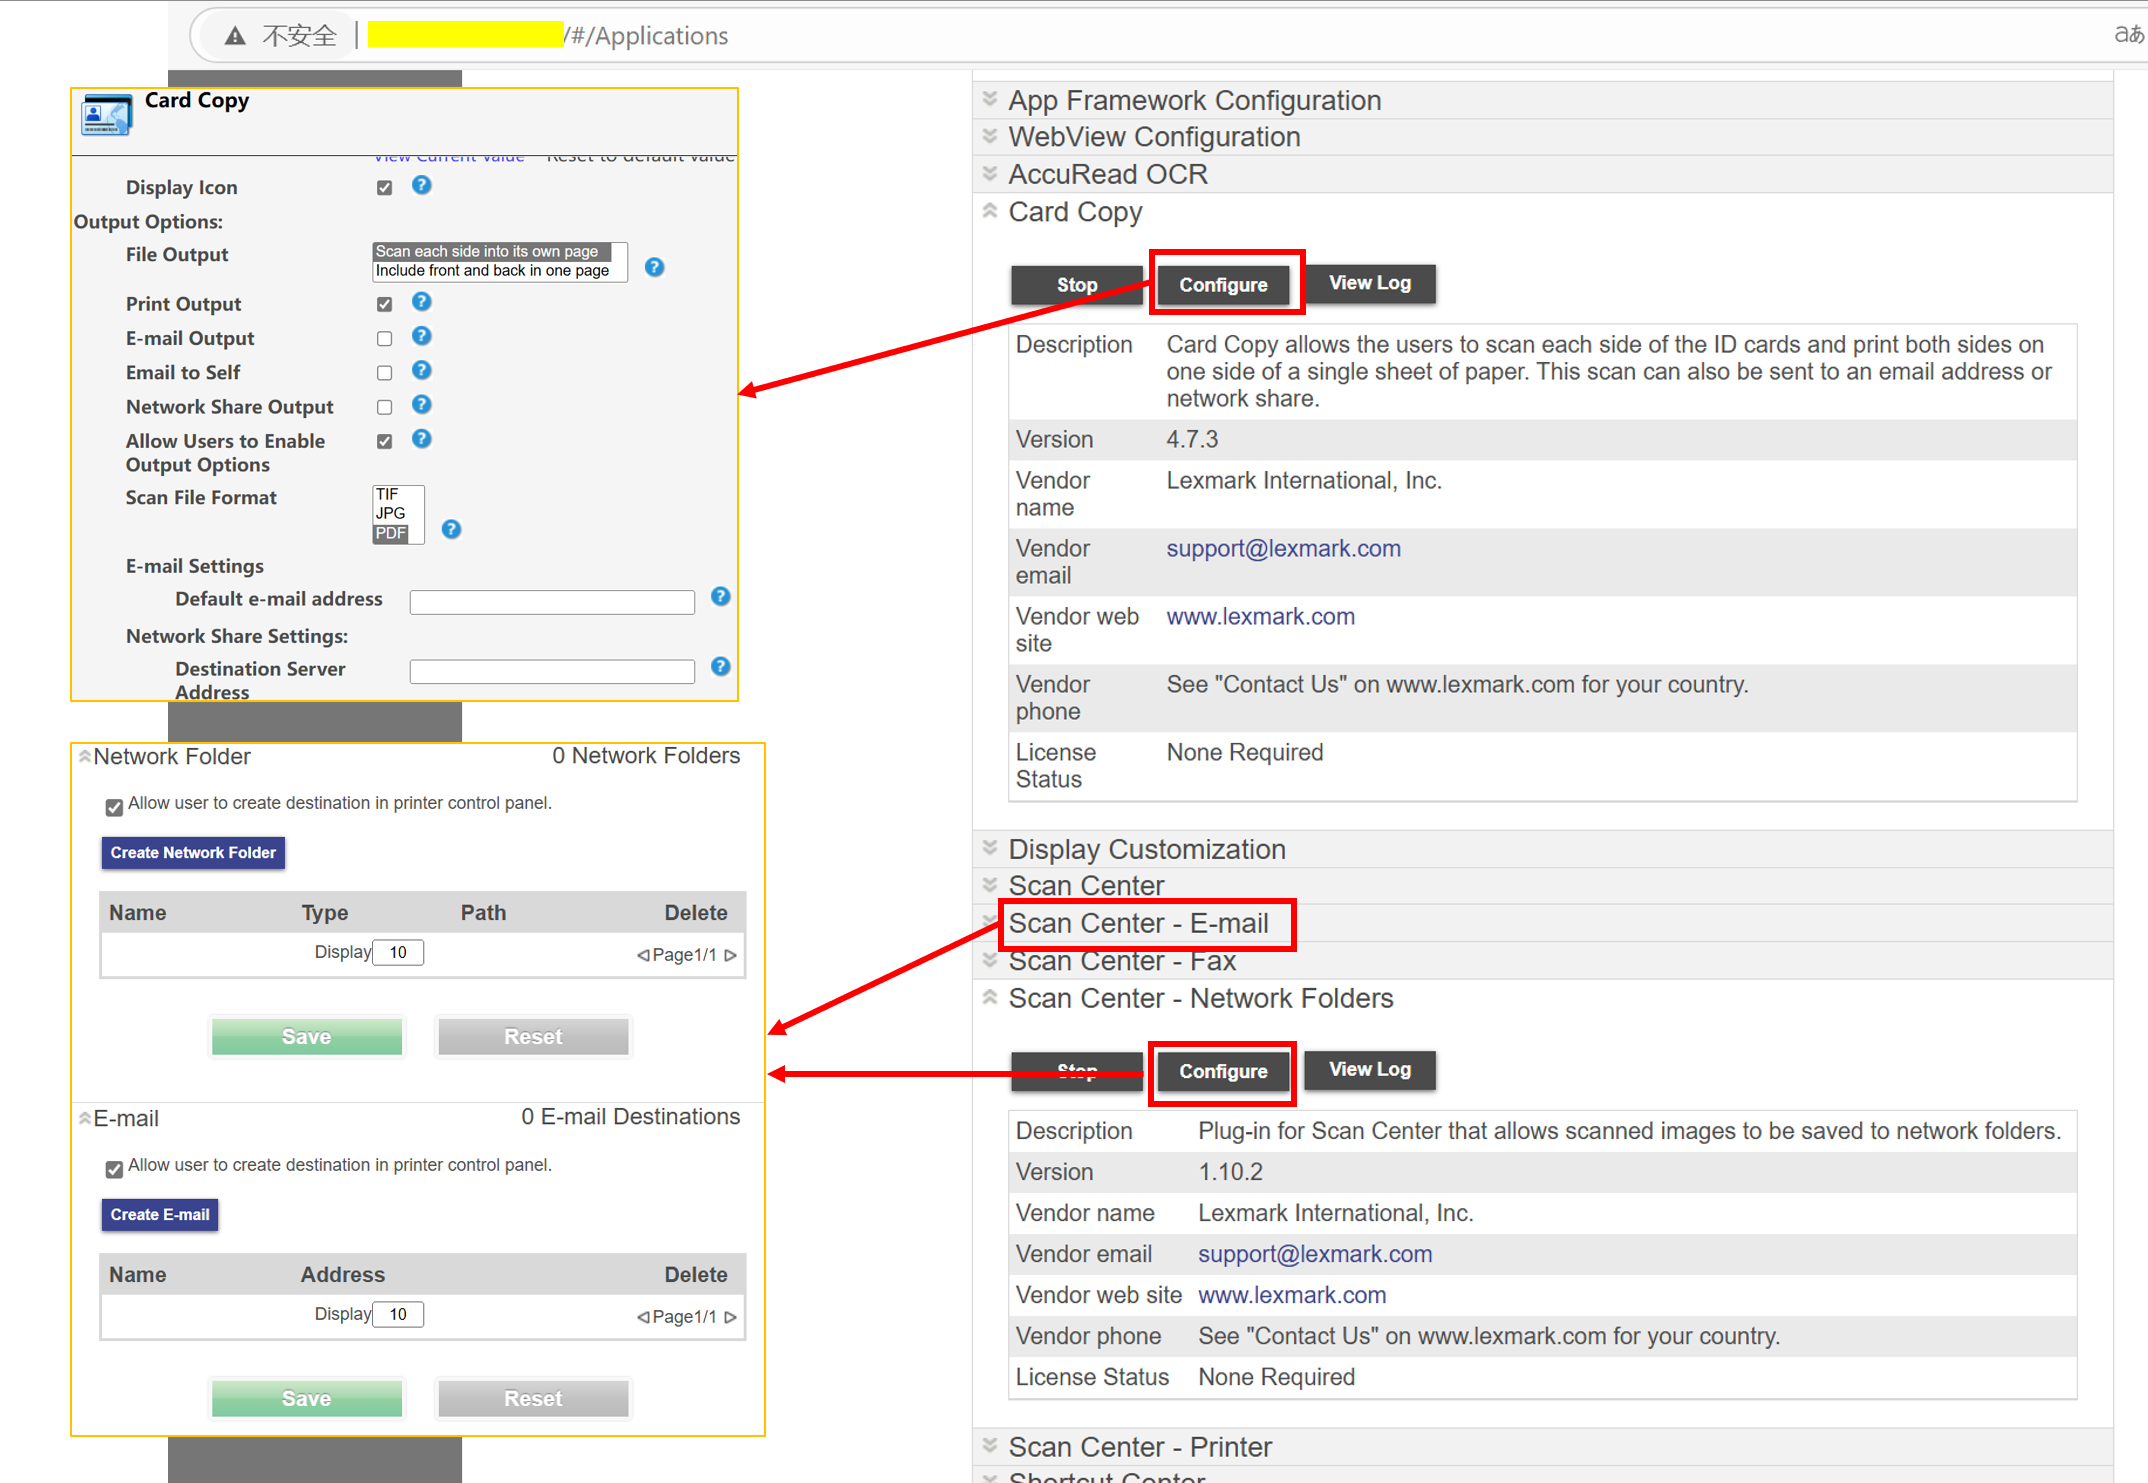 不安全
/#/Applications
aあ
Card Copy
View Current value Reset to default value
Display Icon
Output Options:
File Output
Scan each side into its own page
Include front and back in one page
Print Output
E-mail Output
Email to Self
Network Share Output
Allow Users to Enable
Output Options
Scan File Format
TIF
JPG
PDF
E-mail Settings
Default e-mail address
Network Share Settings:
Destination Server
Address
Network Folder 0 Network Folders
Allow user to create destination in printer control panel.
Create Network Folder
Name Type Path Delete
Display 10 Page1/1
Save Reset
E-mail 0 E-mail Destinations
Allow user to create destination in printer control panel.
Create E-mail
Name Address Delete
Display 10 Page1/1
Save Reset
App Framework Configuration
WebView Configuration
AccuRead OCR
Card Copy
Stop Configure View Log
Description Card Copy allows the users to scan each side of the ID cards and print both sides on
one side of a single sheet of paper. This scan can also be sent to an email address or
network share.
Version 4.7.3
Vendor Lexmark International, Inc.
name
Vendor support@lexmark.com
email
Vendor web www.lexmark.com
site
Vendor See "Contact Us" on www.lexmark.com for your country.
phone
License None Required
Status
Display Customization
Scan Center
Scan Center - E-mail
Scan Center - Fax
Scan Center - Network Folders
Stop Configure View Log
Description Plug-in for Scan Center that allows scanned images to be saved to network folders.
Version 1.10.2
Vendor name Lexmark International, Inc.
Vendor email support@lexmark.com
Vendor web site www.lexmark.com
Vendor phone See "Contact Us" on www.lexmark.com for your country.
License Status None Required
Scan Center - Printer
Shortcut Center